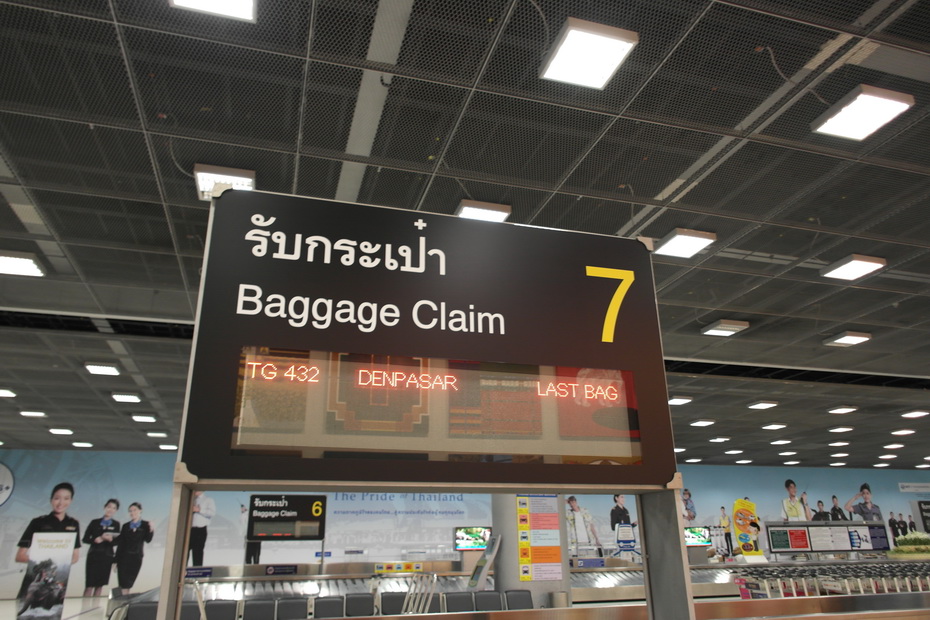 รับกระเป๋า
Baggage Claim
7
TG 432 DENPASAR LAST BAG
รับกระเป๋า
Baggage Claim
6
The Pride of Thailand